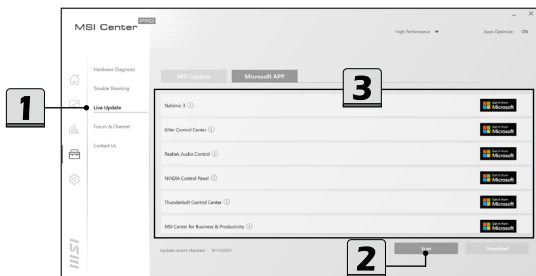 MSI Center PRO
High Performance
Apps Optimize: ON
Hardware Diagnosis
Trouble Shooting
Live Update
Forum & Channel
Contact Us
MSI Update
Microsoft APP
1
3
Nahimic 3
Get it from
Microsoft
Killer Control Center
Get it from
Microsoft
Realtek Audio Control
Get it from
Microsoft
NVIDIA Control Panel
Get it from
Microsoft
Thunderbolt Control Center
Get it from
Microsoft
MSI Center for Business & Productivity
Get it from
Microsoft
Update recent checked : 9/15/2021
2
Scan
Download
msi